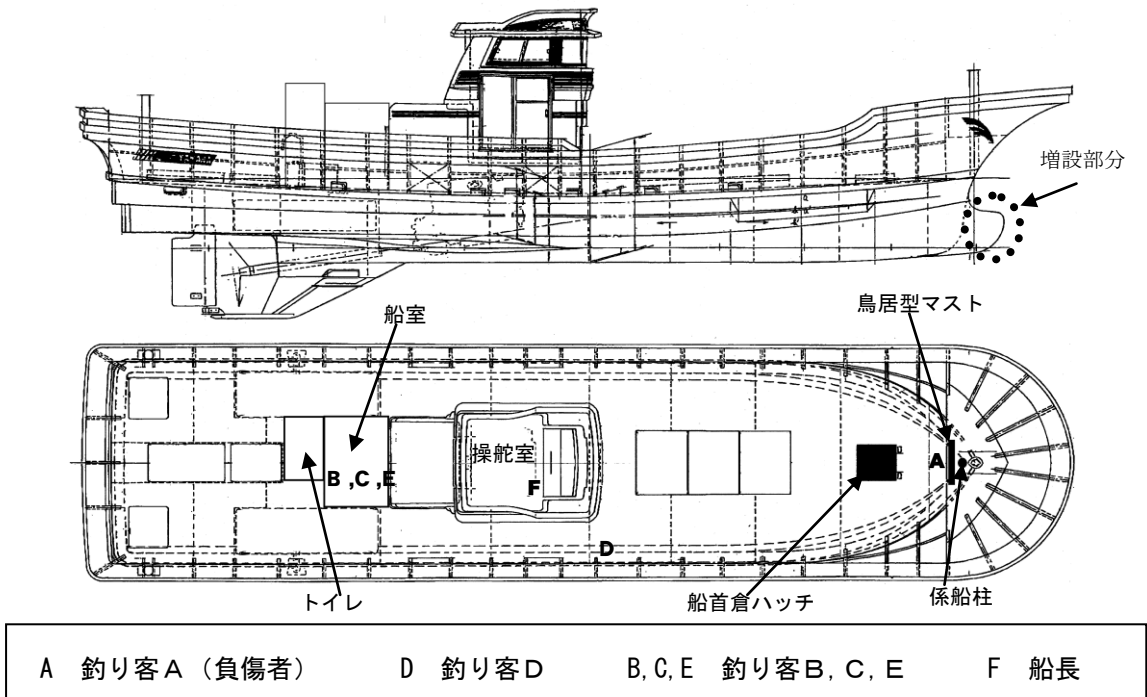 増設部分
鳥居型マスト
船室
操舵室
B ,C ,E
F
A
D
トイレ
船首倉ハッチ
係船柱
A 釣り客A（負傷者） D 釣り客D B,C,E 釣り客B, C, E F 船長